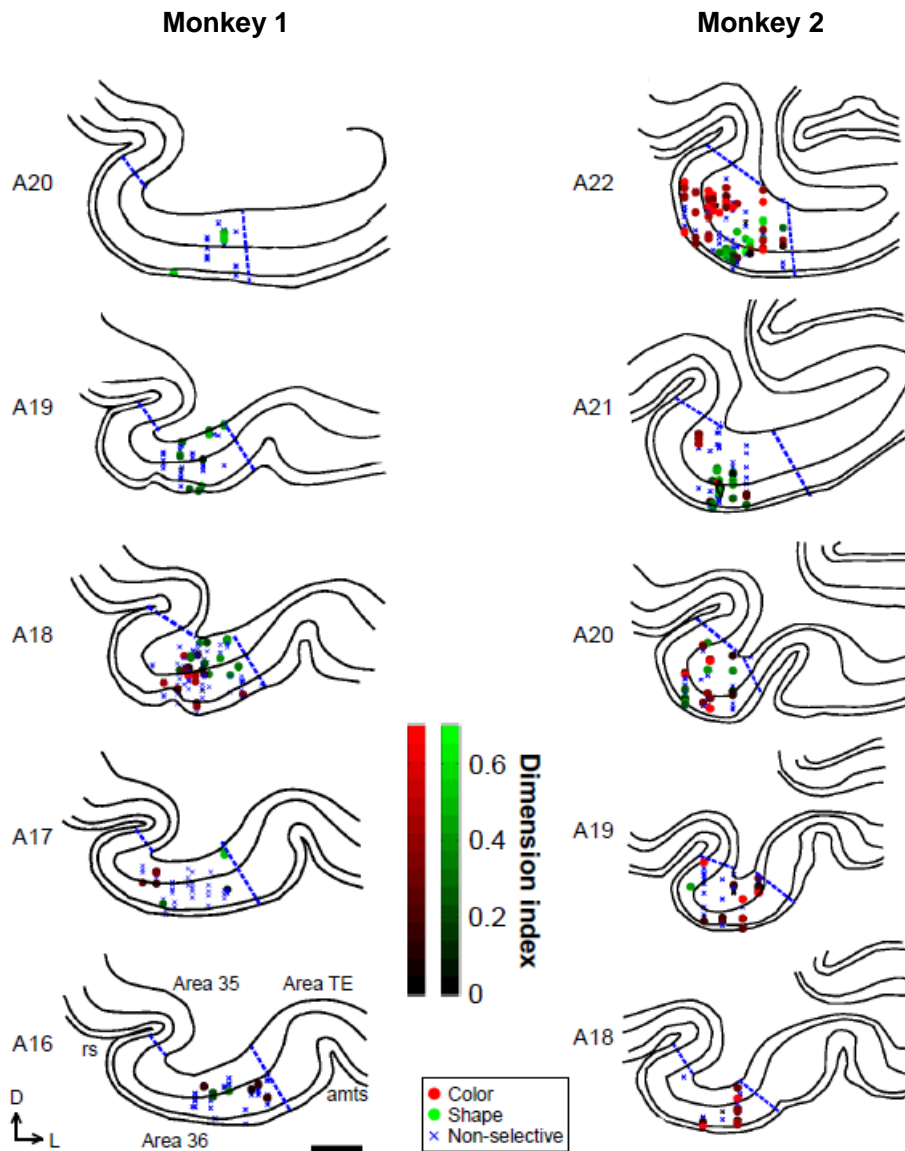 Monkey 1
Monkey 2
A20
A22
A19
A21
A18
A20
0.6
0.4
0.2
0
Dimension index
A17
A19
Area 35
Area TE
A16
rs
amts
Area 36
D
L
A18
Color
Shape
Non-selective